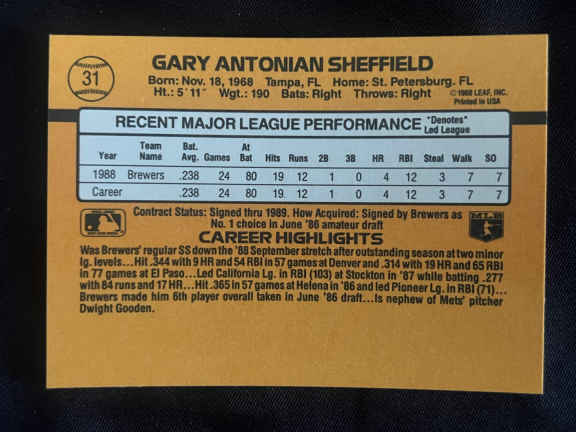 31
GARY ANTONIAN SHEFFIELD
Born: Nov. 18, 1968 Tampa, FL Home: St. Petersburg, FL
Ht.: 5'11" Wgt.: 190 Bats: Right Throws: Right
©1988 LEAF, INC.
Printed in USA
RECENT MAJOR LEAGUE PERFORMANCE
*Denotes*
Led League
Year Team Name Bat. Avg. Games At Bat Hits Runs 2B 3B HR RBI Steal Walk SO
1988 Brewers .238 24 80 19 12 1 0 4 12 3 7 7
Career .238 24 80 19 12 1 0 4 12 3 7 7
Contract Status: Signed thru 1989. How Acquired: Signed by Brewers as
No. 1 choice in June '86 amateur draft
MLB
CAREER HIGHLIGHTS
Was Brewers' regular SS down the '88 September stretch after outstanding season at two minor
lg. levels...Hit .344 with 9 HR and 54 RBI in 57 games at Denver and .314 with 19 HR and 65 RBI
in 77 games at El Paso...Led California Lg. in RBI (103) at Stockton in '87 while batting .277
with 84 runs and 17 HR...Hit .365 in 57 games at Helena in '86 and led Pioneer Lg. in RBI (71)...
Brewers made him 6th player overall taken in June '86 draft...Is nephew of Mets' pitcher
Dwight Gooden.